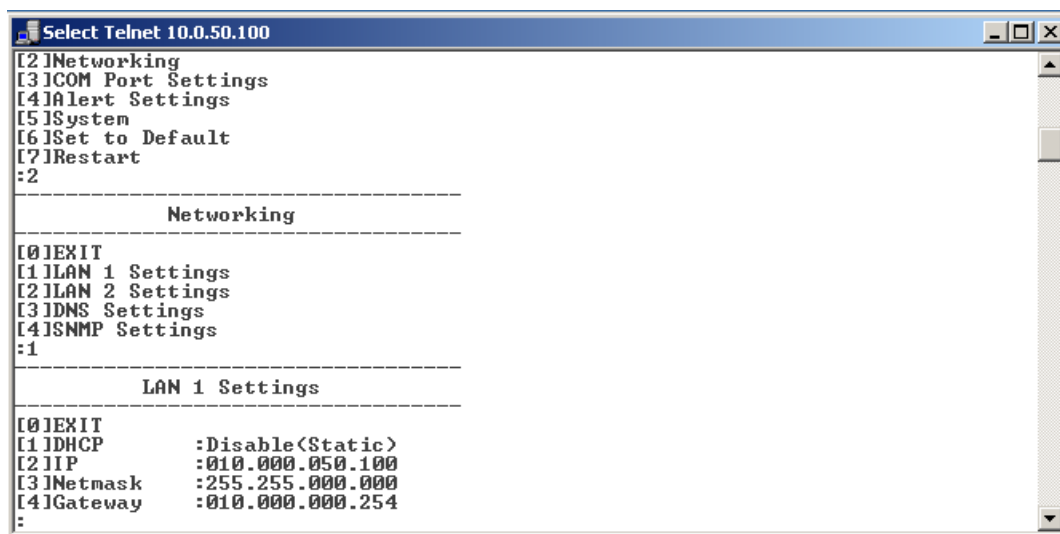 Select Telnet 10.0.50.100
[2]Networking
[3]COM Port Settings
[4]Alert Settings
[5]System
[6]Set to Default
[7]Restart
:2
-----------------------------------
Networking
-----------------------------------
[0]EXIT
[1]LAN 1 Settings
[2]LAN 2 Settings
[3]DNS Settings
[4]SNMP Settings
:1
-----------------------------------
LAN 1 Settings
-----------------------------------
[0]EXIT
[1]DHCP :Disable(Static)
[2]IP :010.000.050.100
[3]Netmask :255.255.000.000
[4]Gateway :010.000.000.254
: